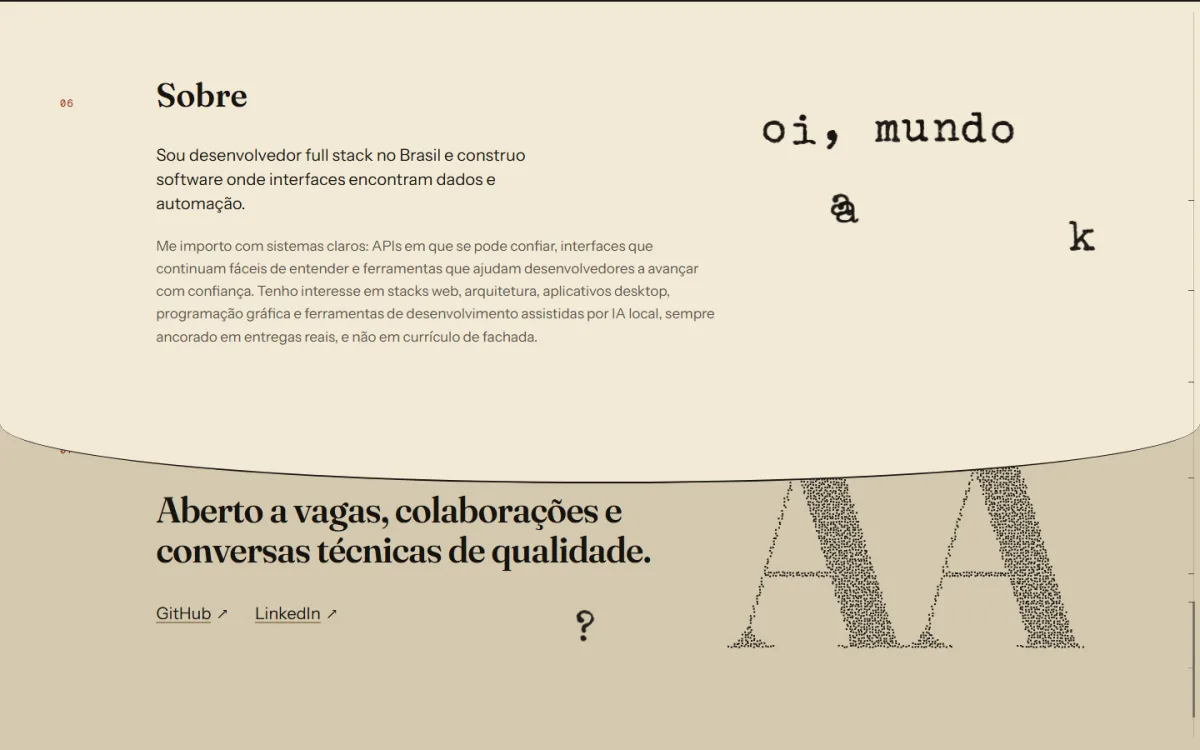 06
Sobre
Sou desenvolvedor full stack no Brasil e construo
software onde interfaces encontram dados e
automação.
Me importo com sistemas claros: APIs em que se pode confiar, interfaces que
continuam fáceis de entender e ferramentas que ajudam desenvolvedores a avançar
com confiança. Tenho interesse em stacks web, arquitetura, aplicativos desktop,
programação gráfica e ferramentas de desenvolvimento assistidas por IA local, sempre
ancorado em entregas reais, e não em currículo de fachada.
oi, mundo
a
k
Aberto a vagas, colaborações e
conversas técnicas de qualidade.
GitHub ↗ LinkedIn ↗
?
AA